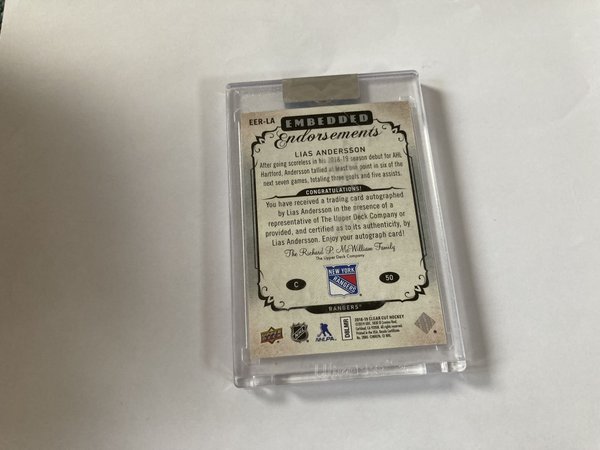 EER-LA
EMBEDDED
Endorsements
LIAS ANDERSSON
After going scoreless in his 2018-19 season debut for AHL
Hartford, Andersson tallied at least one point in six of the
next seven games, totaling three goals and five assists.
CONGRATULATIONS!
You have received a trading card autographed
by Lias Andersson in the presence of a
representative of The Upper Deck Company or
provided, and certified as to its authenticity, by
Lias Andersson. Enjoy your autograph card!
The Richard P. McWilliam Family
The Upper Deck Company
C
NEW YORK
RANGERS
50
RANGERS
NHL
NHLPA
2018-19 CLEAR CUT HOCKEY